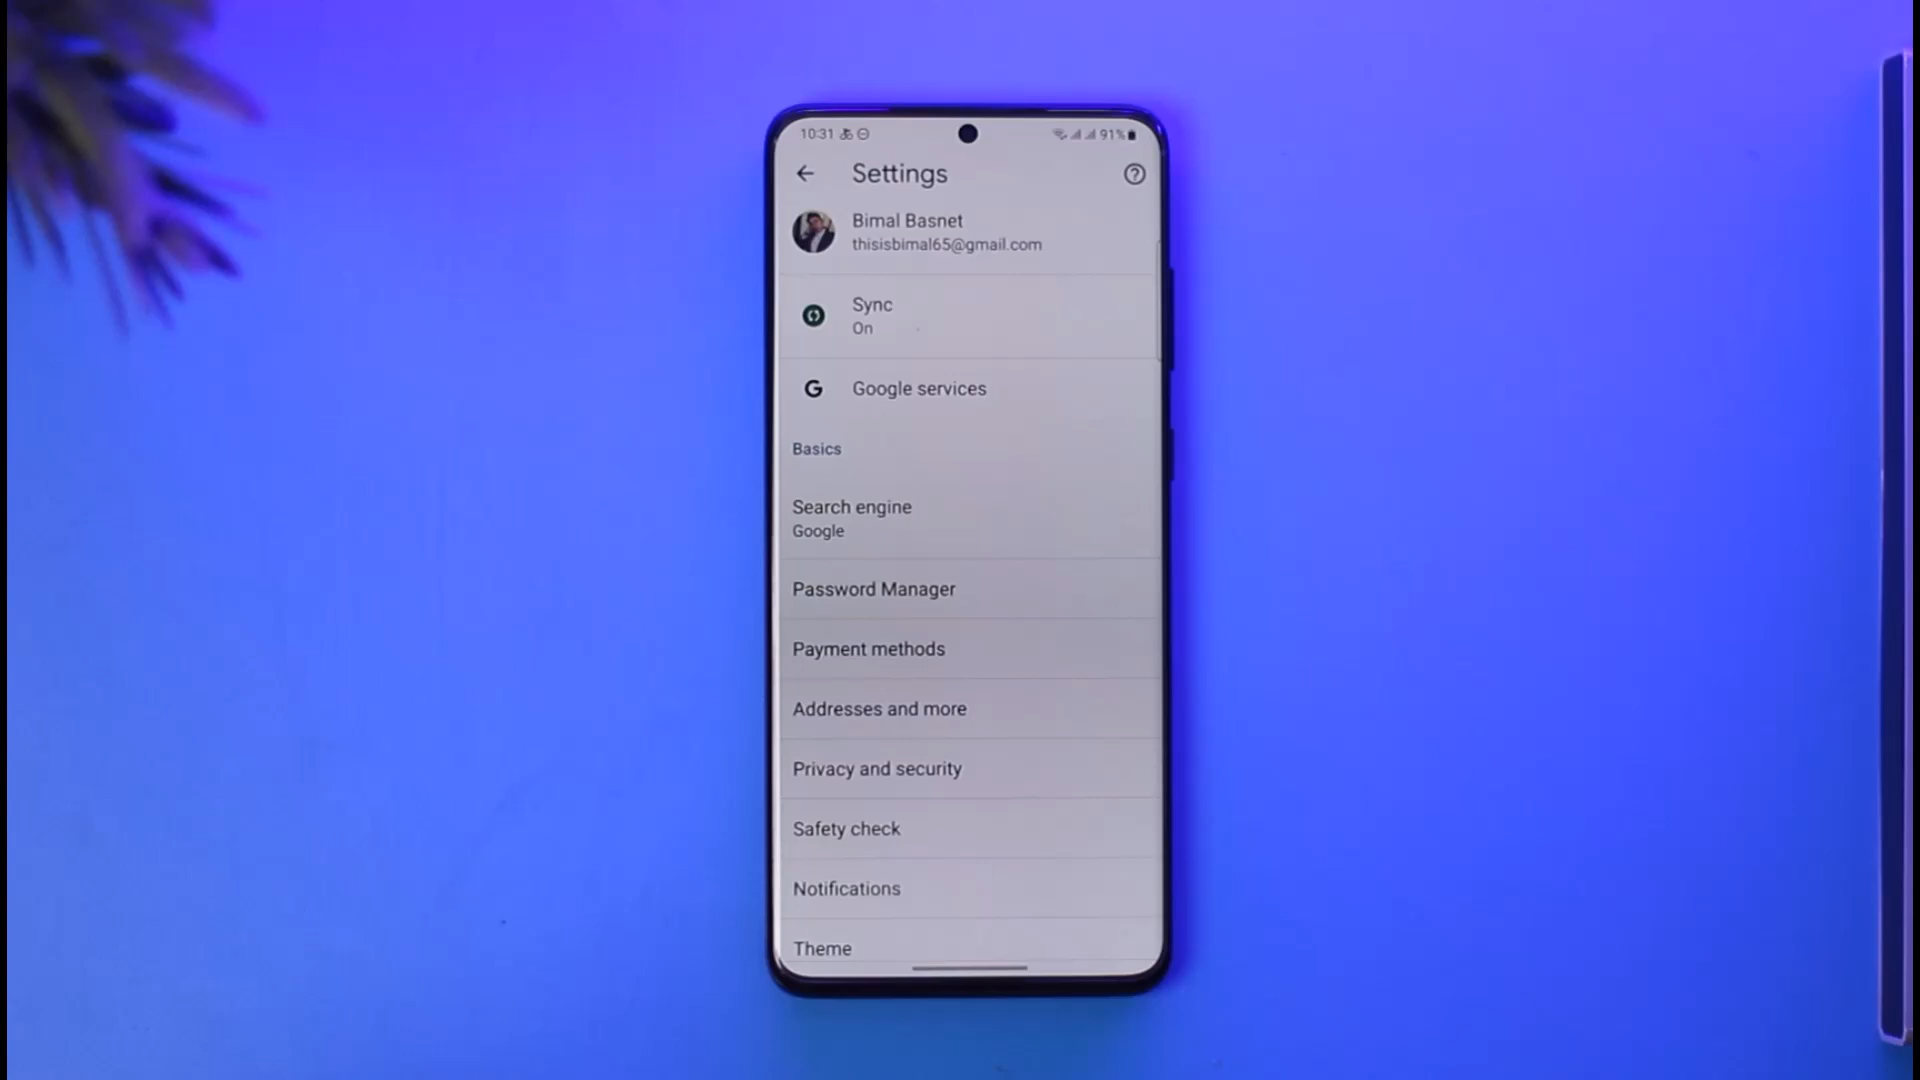 10:31
91%
Settings
Bimal Basnet
thisisbimal65@gmail.com
Sync
On
G
Google services
Basics
Search engine
Google
Password Manager
Payment methods
Addresses and more
Privacy and security
Safety check
Notifications
Theme